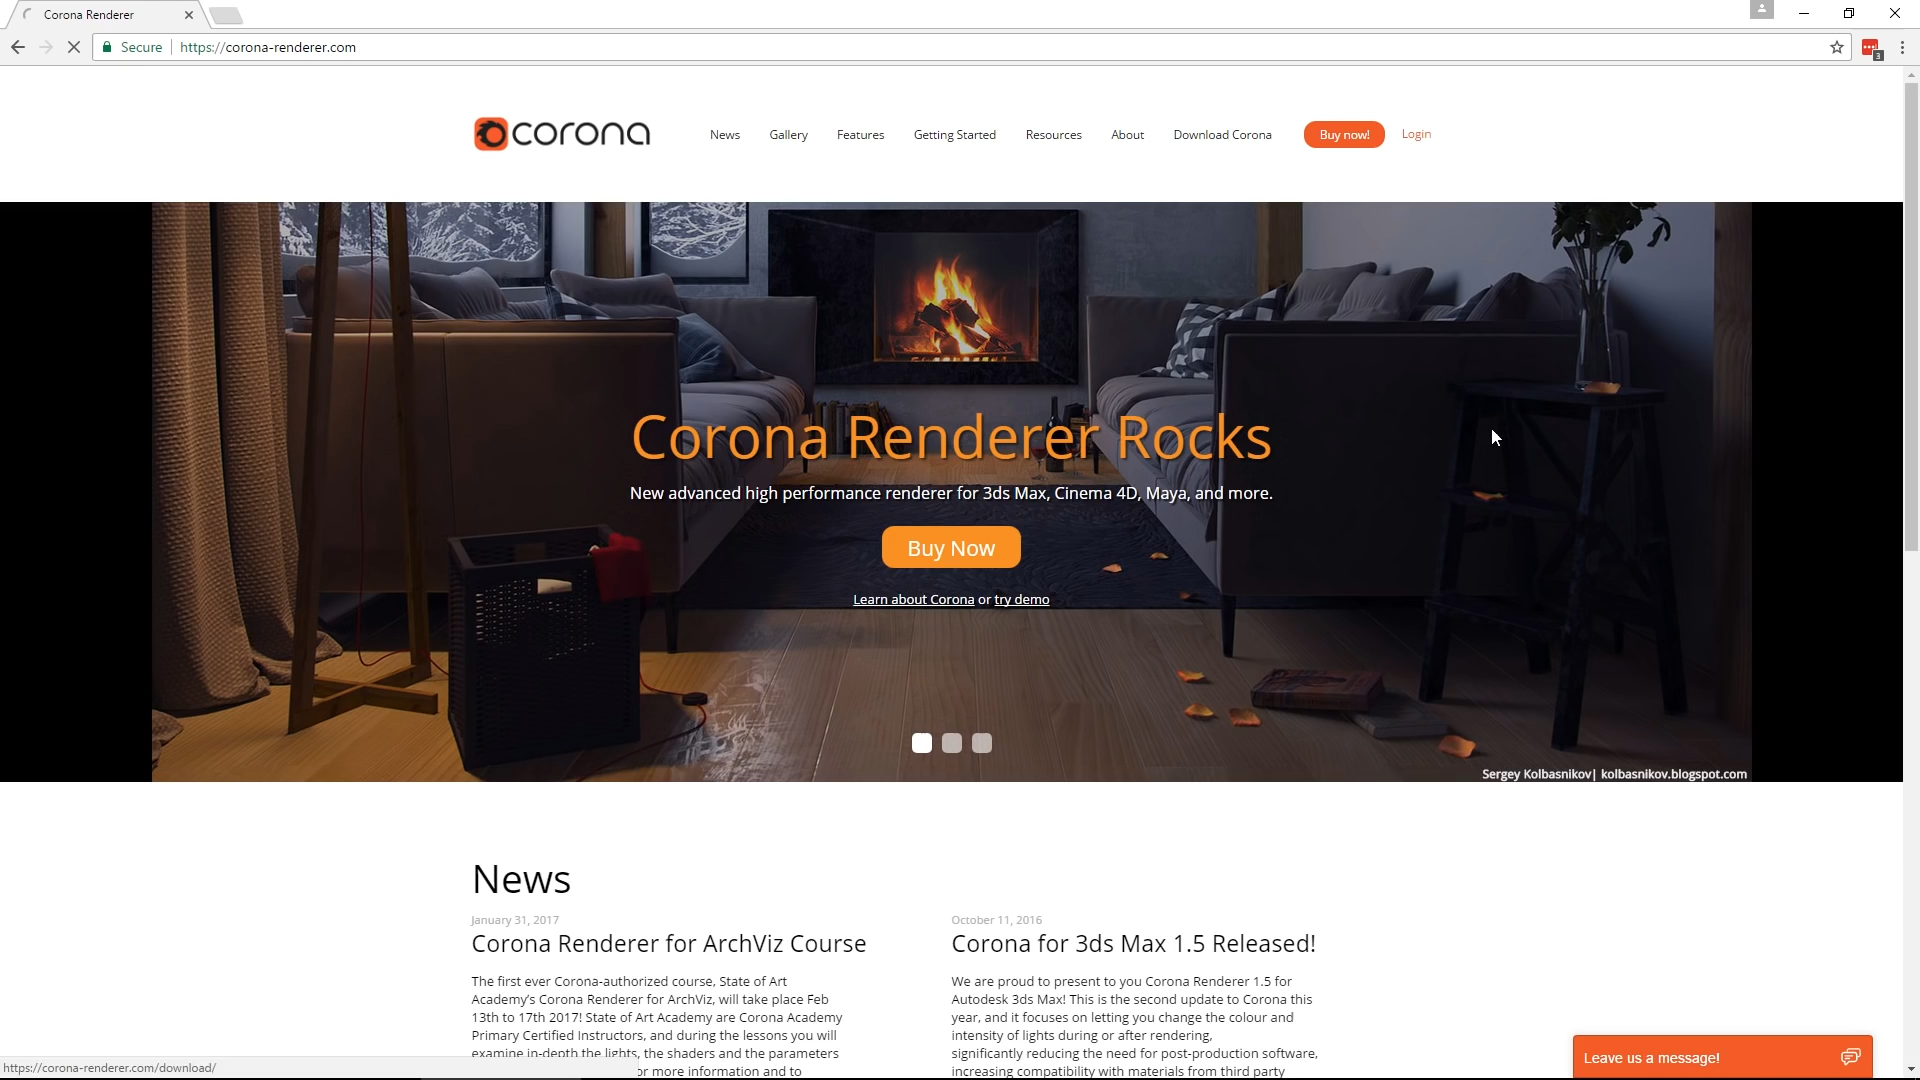 Corona Renderer
Secure https://corona-renderer.com
3
corona
News Gallery Features Getting Started Resources About Download Corona Buy now! Login
Corona Renderer Rocks
New advanced high performance renderer for 3ds Max, Cinema 4D, Maya, and more.
Buy Now
Learn about Corona or try demo
Sergey Kolbasnikov| kolbasnikov.blogspot.com
News
January 31, 2017
Corona Renderer for ArchViz Course
The first ever Corona-authorized course, State of Art
Academy's Corona Renderer for ArchViz, will take place Feb
13th to 17th 2017! State of Art Academy are Corona Academy
Primary Certified Instructors, and during the lessons you will
examine in-depth the lights, the shaders and the parameters
or more information and to
October 11, 2016
Corona for 3ds Max 1.5 Released!
We are proud to present to you Corona Renderer 1.5 for
Autodesk 3ds Max! This is the second update to Corona this
year, and it focuses on letting you change the colour and
intensity of lights during or after rendering,
significantly reducing the need for post-production software,
increasing compatibility with materials from third party
Leave us a message!
https://corona-renderer.com/download/